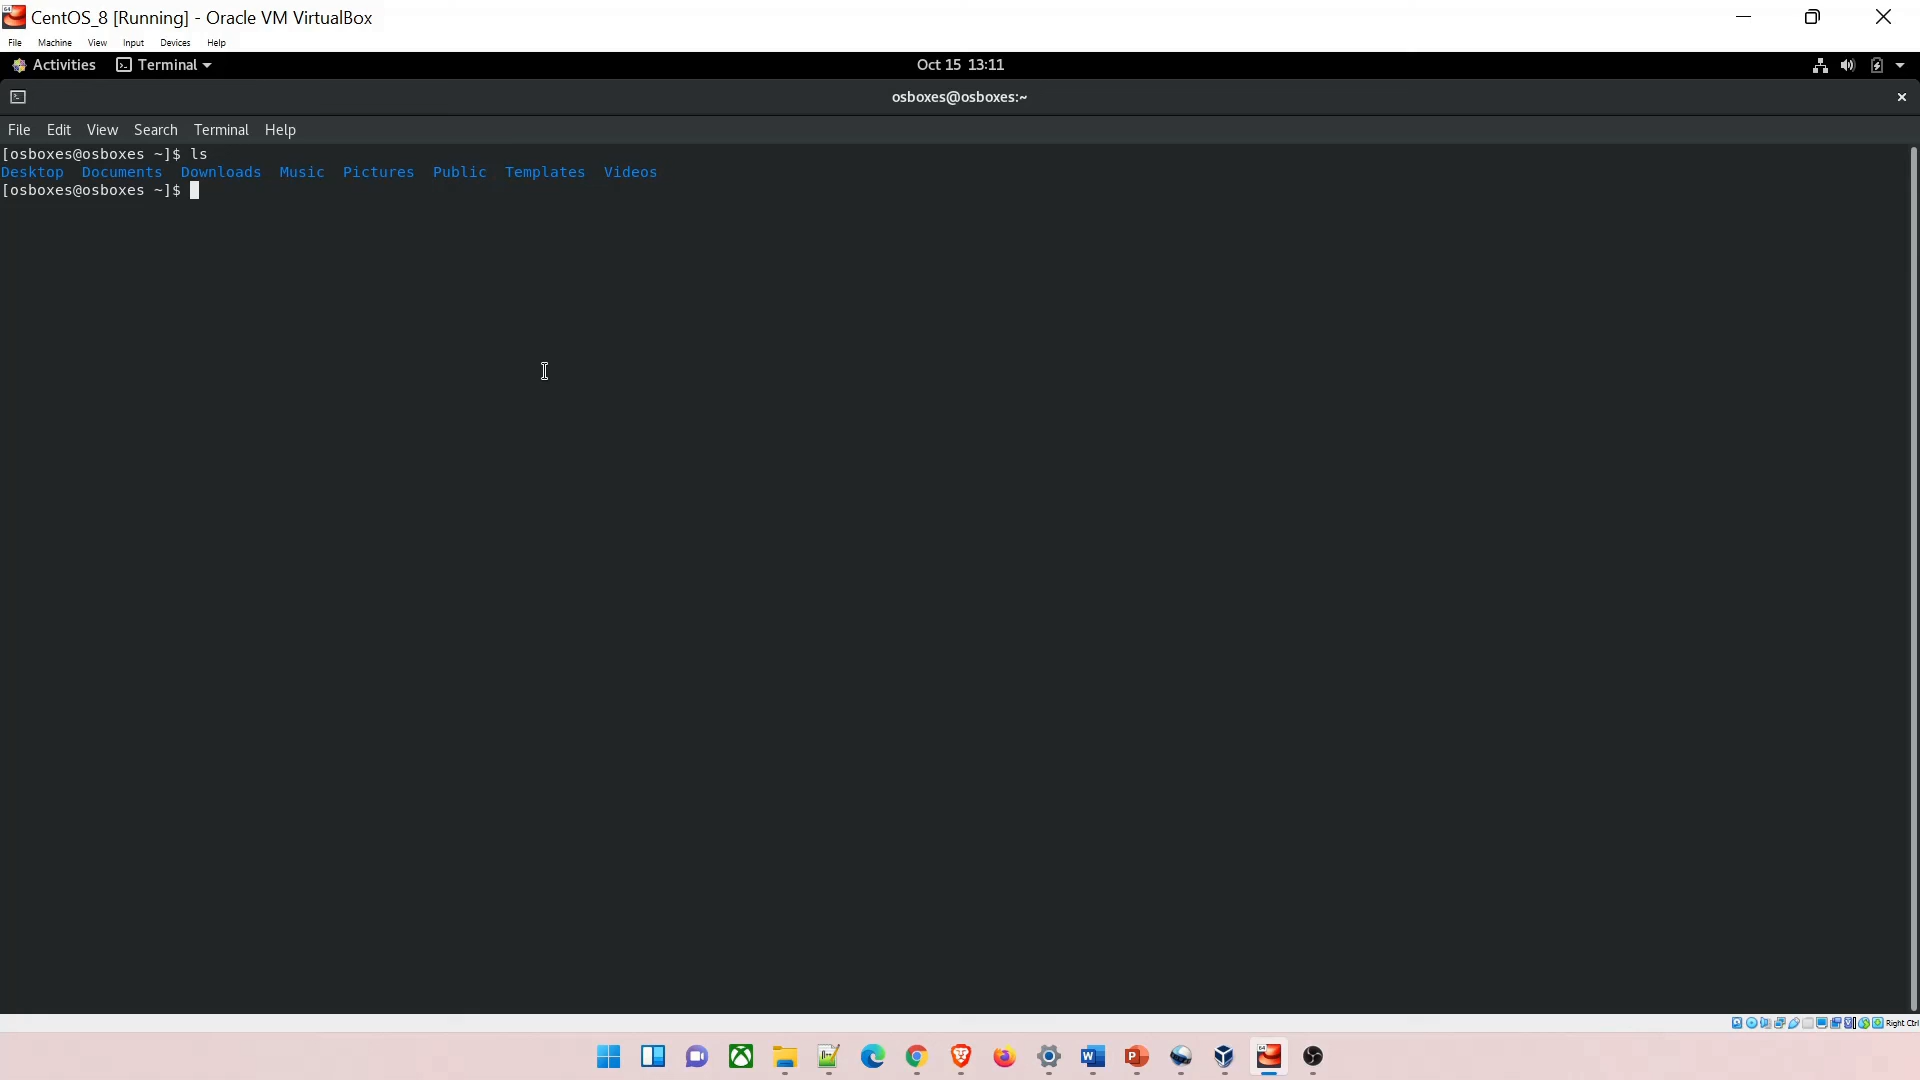 CentOS_8 [Running] - Oracle VM VirtualBox
File Machine View Input Devices Help
Activities Terminal Oct 15 13:11
osboxes@osboxes:~
File Edit View Search Terminal Help
[osboxes@osboxes ~]$ ls
Desktop Documents Downloads Music Pictures Public Templates Videos
[osboxes@osboxes ~]$
Right Ctrl